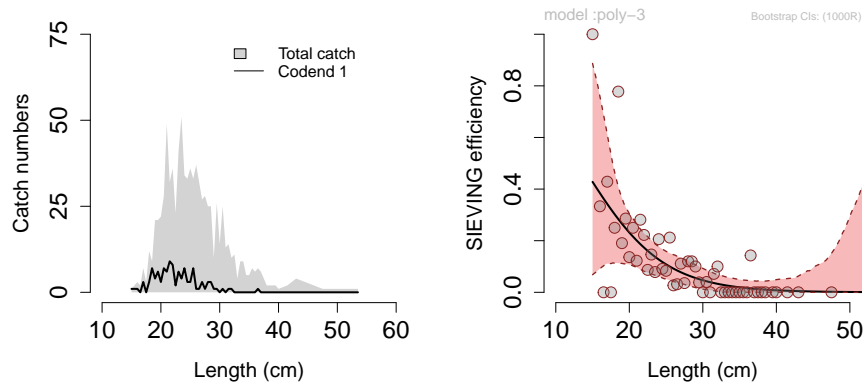 Catch numbers
75
50
25
0
Total catch
Codend 1
10 20 30 40 50 60
Length (cm)
model :poly−3
Bootstrap CIs: (1000R)
SIEVING efficiency
0.8
0.4
0.0
10 20 30 40 50
Length (cm)